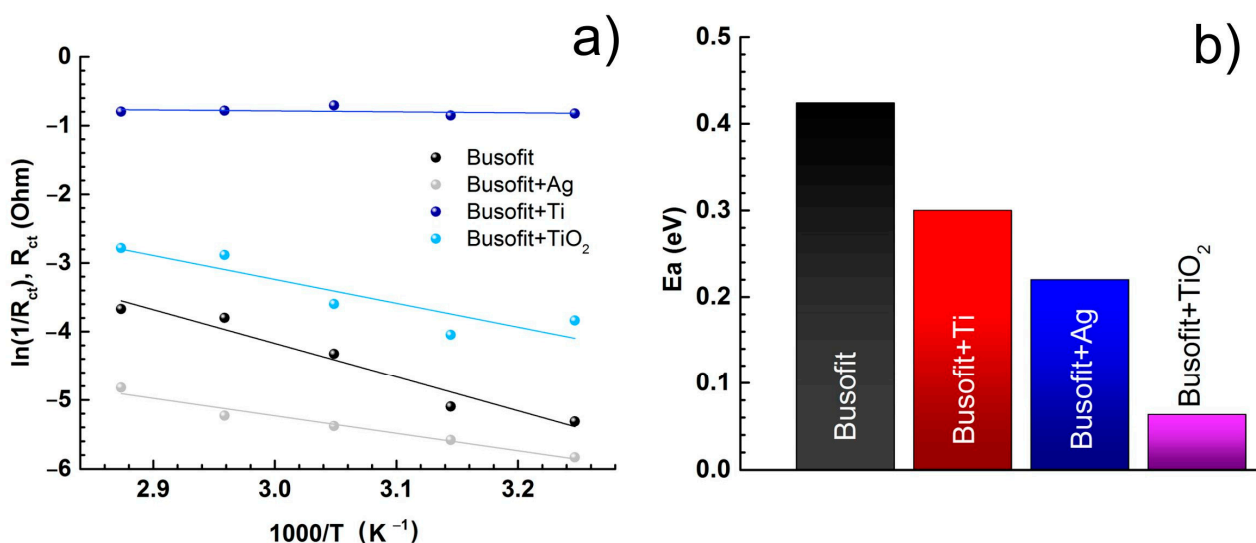 a)
0
−1
−2
−3
−4
−5
−6
ln(1/R_ct), R_ct (Ohm)
Busofit
Busofit+Ag
Busofit+Ti
Busofit+TiO₂
2.9
3.0
3.1
3.2
1000/T (K⁻¹)
b)
0.5
0.4
0.3
0.2
0.1
0.0
Ea (eV)
Busofit
Busofit+Ti
Busofit+Ag
Busofit+TiO₂